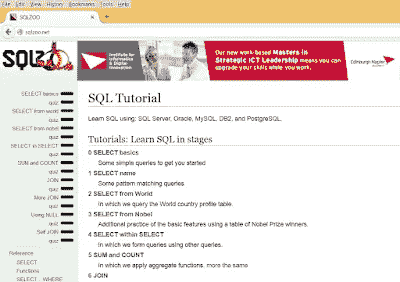 File Edit View History Bookmarks Tools Help
SQLZOO
sqlzoo.net
SQLZOO
Institute for
Informatics
& Digital
Innovation
Our new work-based Masters in
Strategic ICT Leadership means you can
upgrade your skills while you work.
Edinburgh Napier
SELECT basics
quiz
SELECT from world
quiz
SELECT from nobel
quiz
SELECT in SELECT
quiz
SUM and COUNT
quiz
JOIN
quiz
More JOIN
quiz
Using NULL
quiz
Self JOIN
quiz
Reference
SELECT
Functions
SELECT .. WHERE
SQL Tutorial
Learn SQL using: SQL Server, Oracle, MySQL, DB2, and PostgreSQL.
Tutorials: Learn SQL in stages
0 SELECT basics
Some simple queries to get you started
1 SELECT name
Some pattern matching queries
2 SELECT from World
In which we query the World country profile table.
3 SELECT from Nobel
Additional practice of the basic features using a table of Nobel Prize winners.
4 SELECT within SELECT
In which we form queries using other queries.
5 SUM and COUNT
In which we apply aggregate functions. more the same
6 JOIN